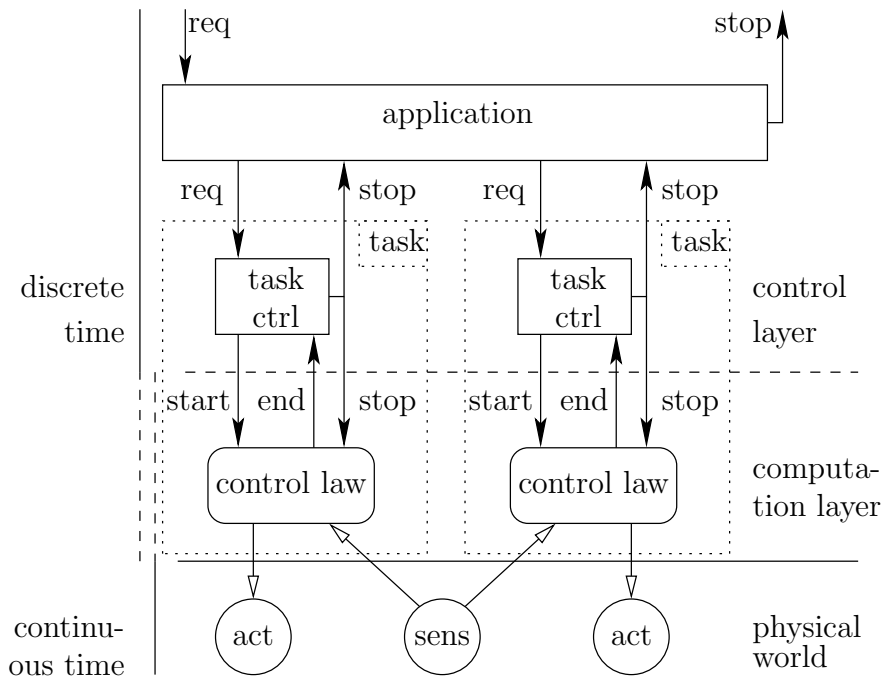 req
stop
application
req
stop
req
stop
task
task
task
ctrl
task
ctrl
discrete
time
control
layer
start
end
stop
start
end
stop
control law
control law
computa-
tion layer
act
sens
act
continu-
ous time
physical
world